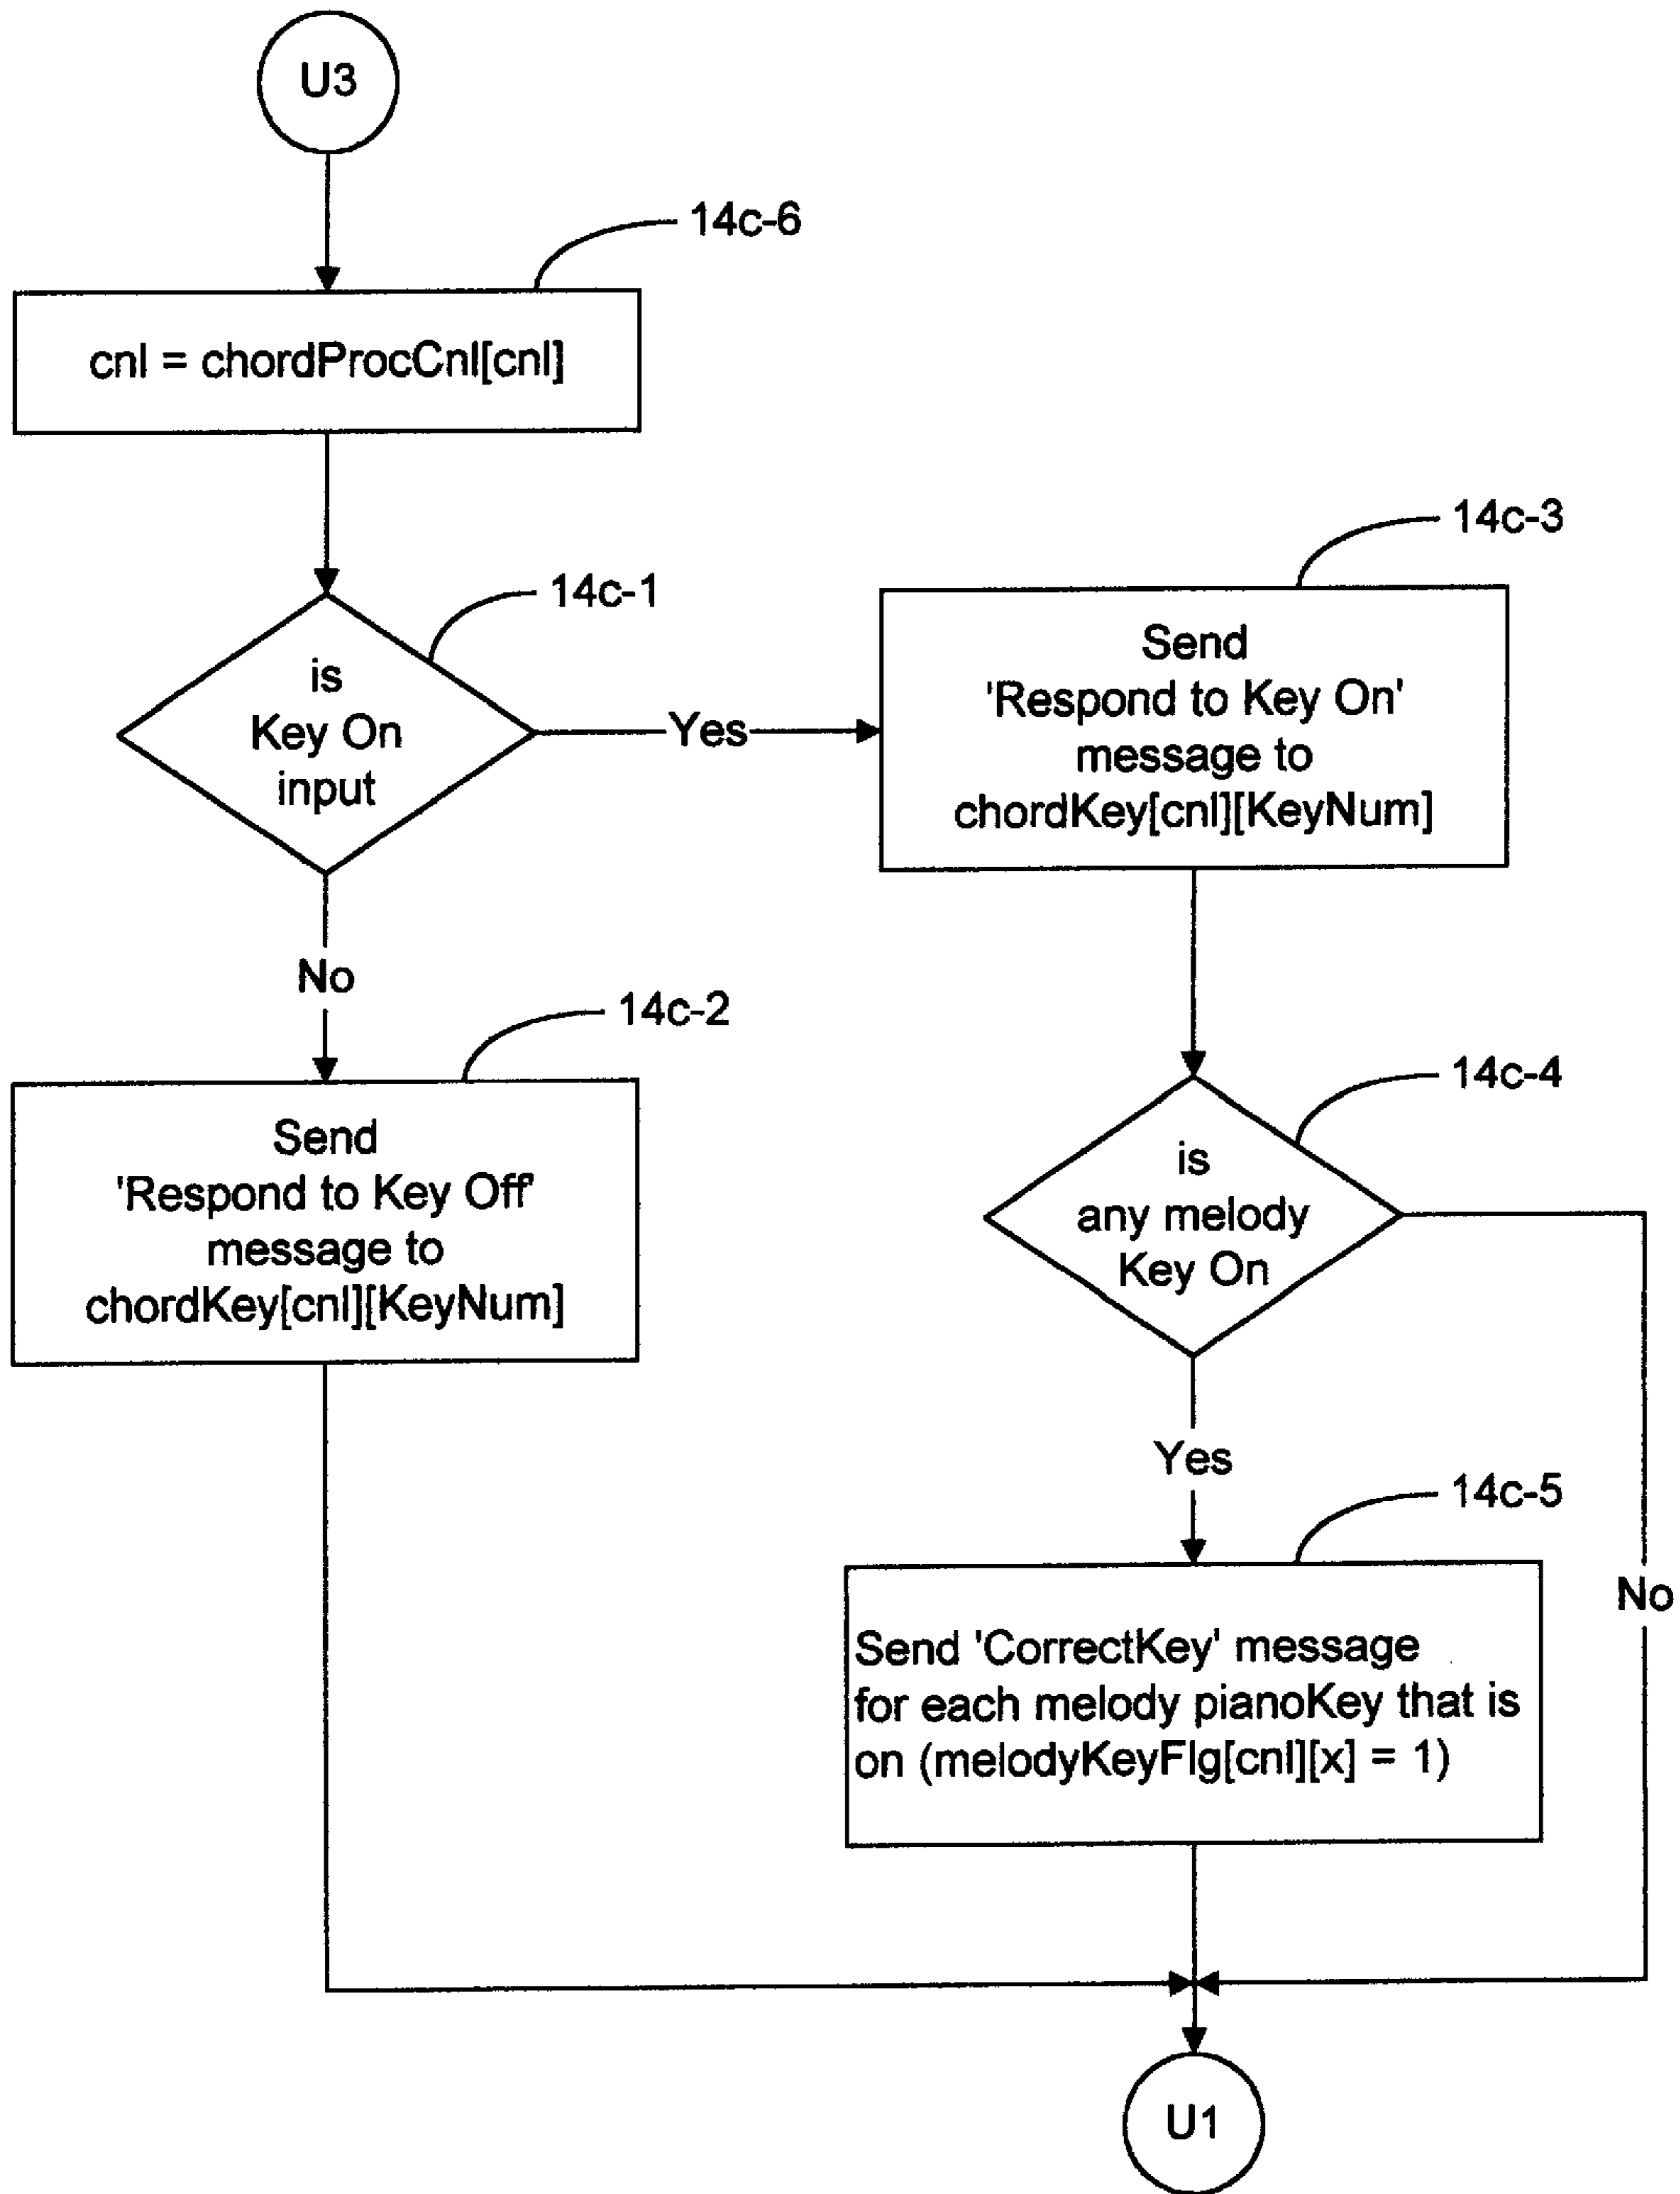 U3
14c-6
cnl = chordProcCnl[cnl]
14c-1
is
Key On
input
Yes
14c-3
Send
'Respond to Key On'
message to
chordKey[cnl][KeyNum]
No
14c-2
Send
'Respond to Key Off'
message to
chordKey[cnl][KeyNum]
14c-4
is
any melody
Key On
Yes
No
14c-5
Send 'CorrectKey' message
for each melody pianoKey that is
on (melodyKeyFlg[cnl][x] = 1)
U1